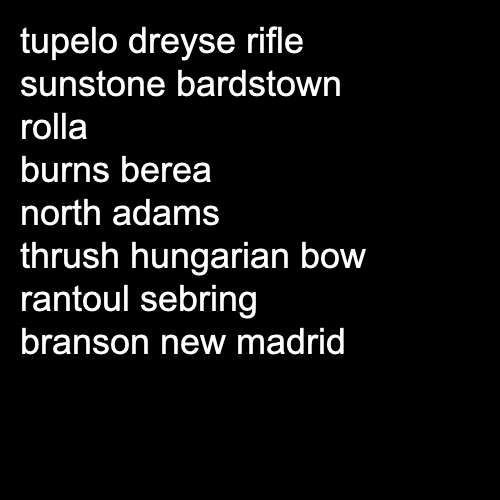 tupelo dreyse rifle
sunstone bardstown
rolla
burns berea
north adams
thrush hungarian bow
rantoul sebring
branson new madrid